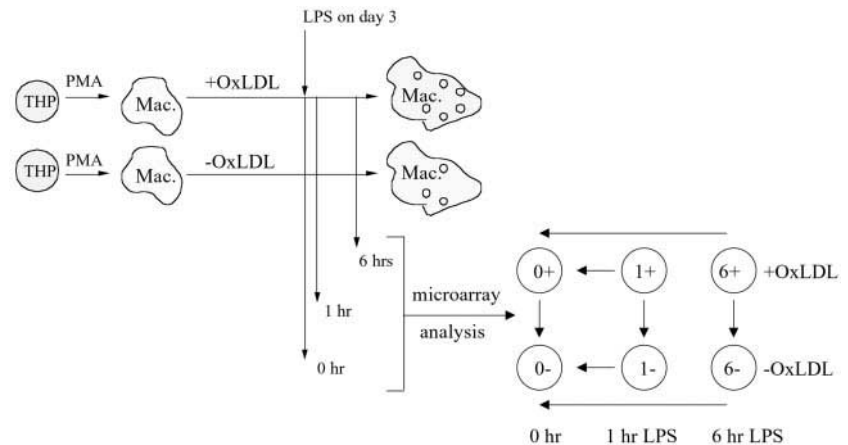 LPS on day 3
THP PMA Mac. +OxLDL Mac.
THP PMA Mac. -OxLDL Mac.
6 hrs
1 hr
0 hr
microarray
analysis
0+ 1+ 6+ +OxLDL
0- 1- 6- -OxLDL
0 hr 1 hr LPS 6 hr LPS